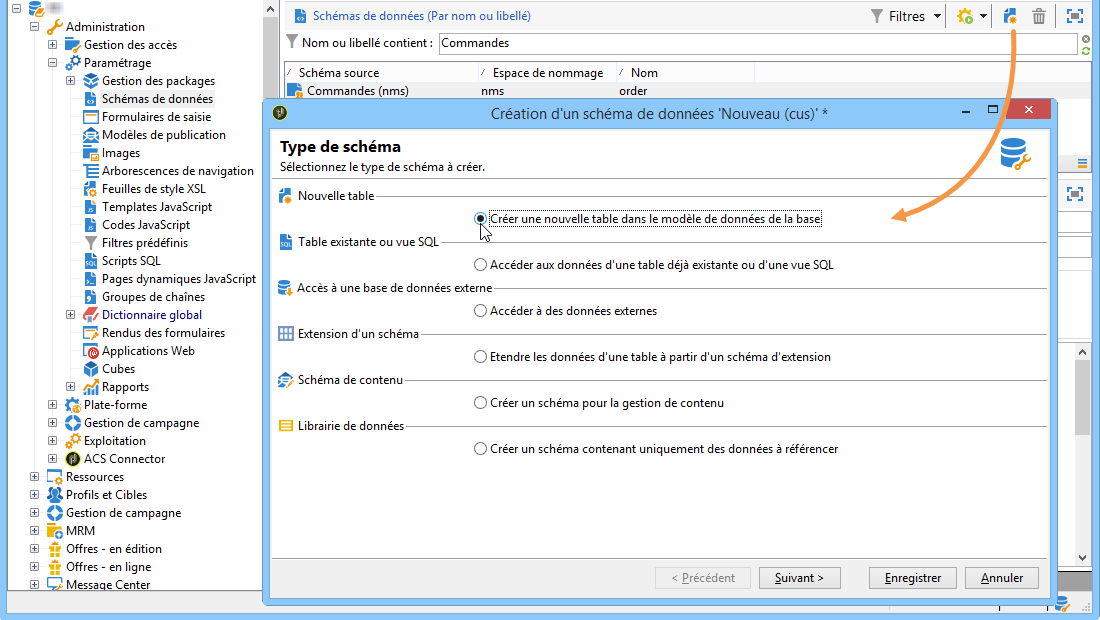 Administration
Gestion des accès
Paramétrage
Gestion des packages
Schémas de données
Formulaires de saisie
Modèles de publication
Images
Arborescences de navigation
Feuilles de style XSL
Templates JavaScript
Codes JavaScript
Filtres prédéfinis
Scripts SQL
Pages dynamiques JavaScript
Groupes de chaînes
Dictionnaire global
Rendus des formulaires
Applications Web
Cubes
Rapports
Plate-forme
Gestion de campagne
Exploitation
ACS Connector
Ressources
Profils et Cibles
Gestion de campagne
MRM
Offres - en édition
Offres - en ligne
Message Center
Schémas de données (Par nom ou libellé)
Filtres
Nom ou libellé contient : Commandes
Schéma source Espace de nommage Nom
Commandes (nms) nms order
Création d'un schéma de données 'Nouveau (cus)' *
Type de schéma
Sélectionnez le type de schéma à créer.
Nouvelle table
Créer une nouvelle table dans le modèle de données de la base
Table existante ou vue SQL
Accéder aux données d'une table déjà existante ou d'une vue SQL
Accès à une base de données externe
Accéder à des données externes
Extension d'un schéma
Etendre les données d'une table à partir d'un schéma d'extension
Schéma de contenu
Créer un schéma pour la gestion de contenu
Librairie de données
Créer un schéma contenant uniquement des données à référencer
< Précédent Suivant > Enregistrer Annuler